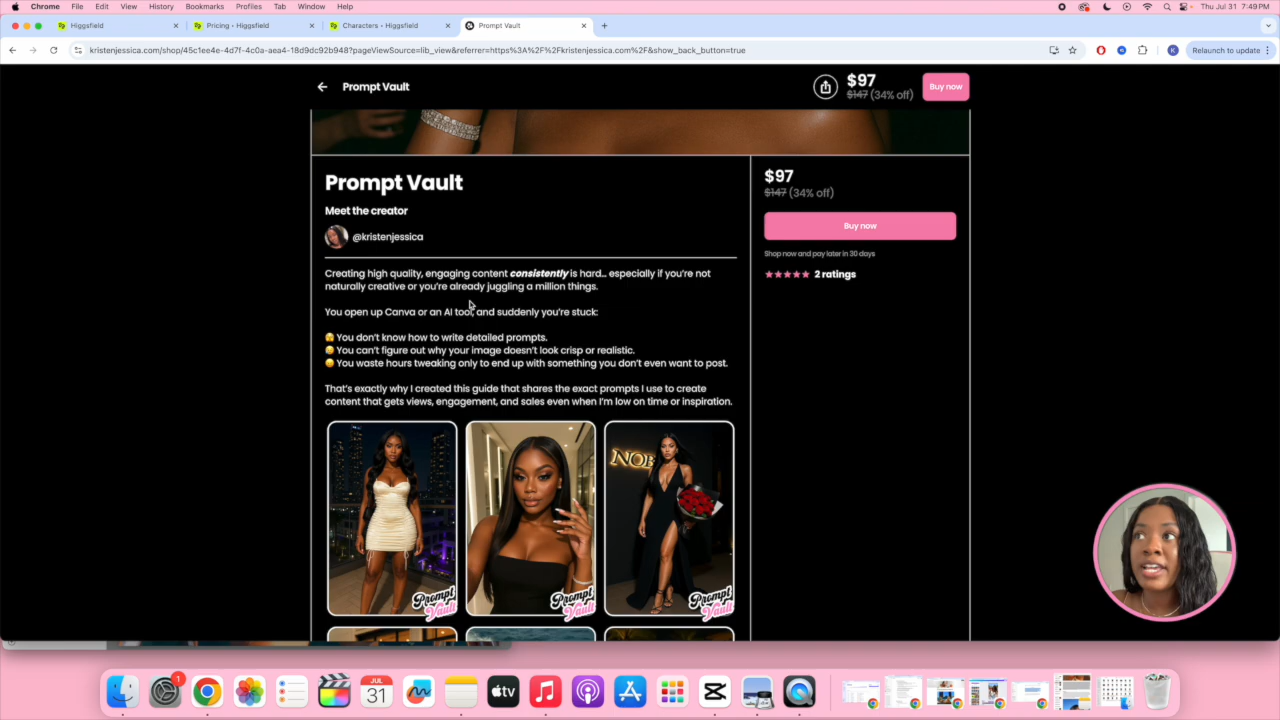 Chrome File Edit View History Bookmarks Profiles Tab Window Help
Thu Jul 31 7:49 PM
Higgsfield
Pricing • Higgsfield
Characters • Higgsfield
Prompt Vault
kristenjessica.com/shop/45c1ee4e-4d7f-4c0a-aea4-18d9dc92b948?pageViewSource=lib_view&referrer=https%3A%2F%2Fkristenjessica.com%2F&show_back_button=true
K
Relaunch to update
Prompt Vault
$97
$147 (34% off)
Buy now
Prompt Vault
Meet the creator
@kristenjessica
Creating high quality, engaging content consistently is hard... especially if you're not
naturally creative or you're already juggling a million things.
You open up Canva or an AI tool, and suddenly you're stuck:
You don't know how to write detailed prompts.
You can't figure out why your image doesn't look crisp or realistic.
You waste hours tweaking only to end up with something you don't even want to post.
That's exactly why I created this guide that shares the exact prompts I use to create
content that gets views, engagement, and sales even when I'm low on time or inspiration.
$97
$147 (34% off)
Buy now
Shop now and pay later in 30 days
2 ratings
NOB
Prompt
Vault
Prompt
Vault
Prompt
Vault
1
JUL
31
tv